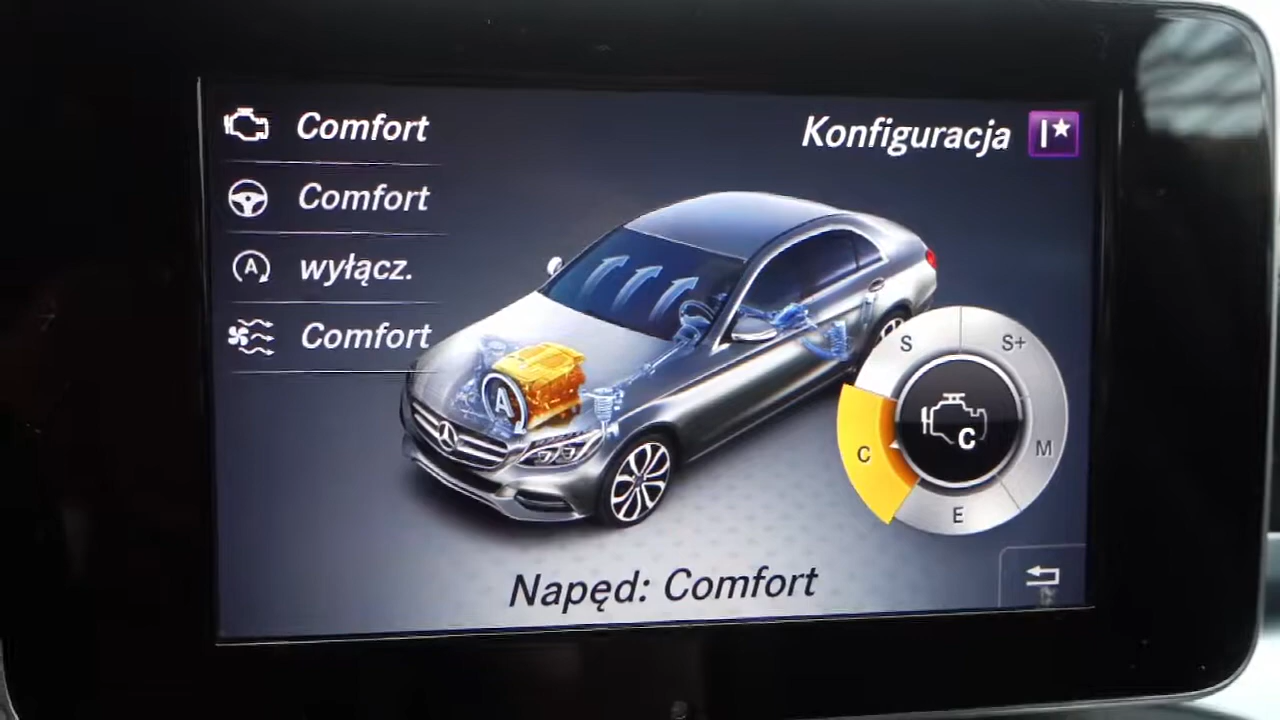 Comfort
Konfiguracja
Comfort
A wyłącz.
Comfort
A
S S+
C C M
E
Napęd: Comfort